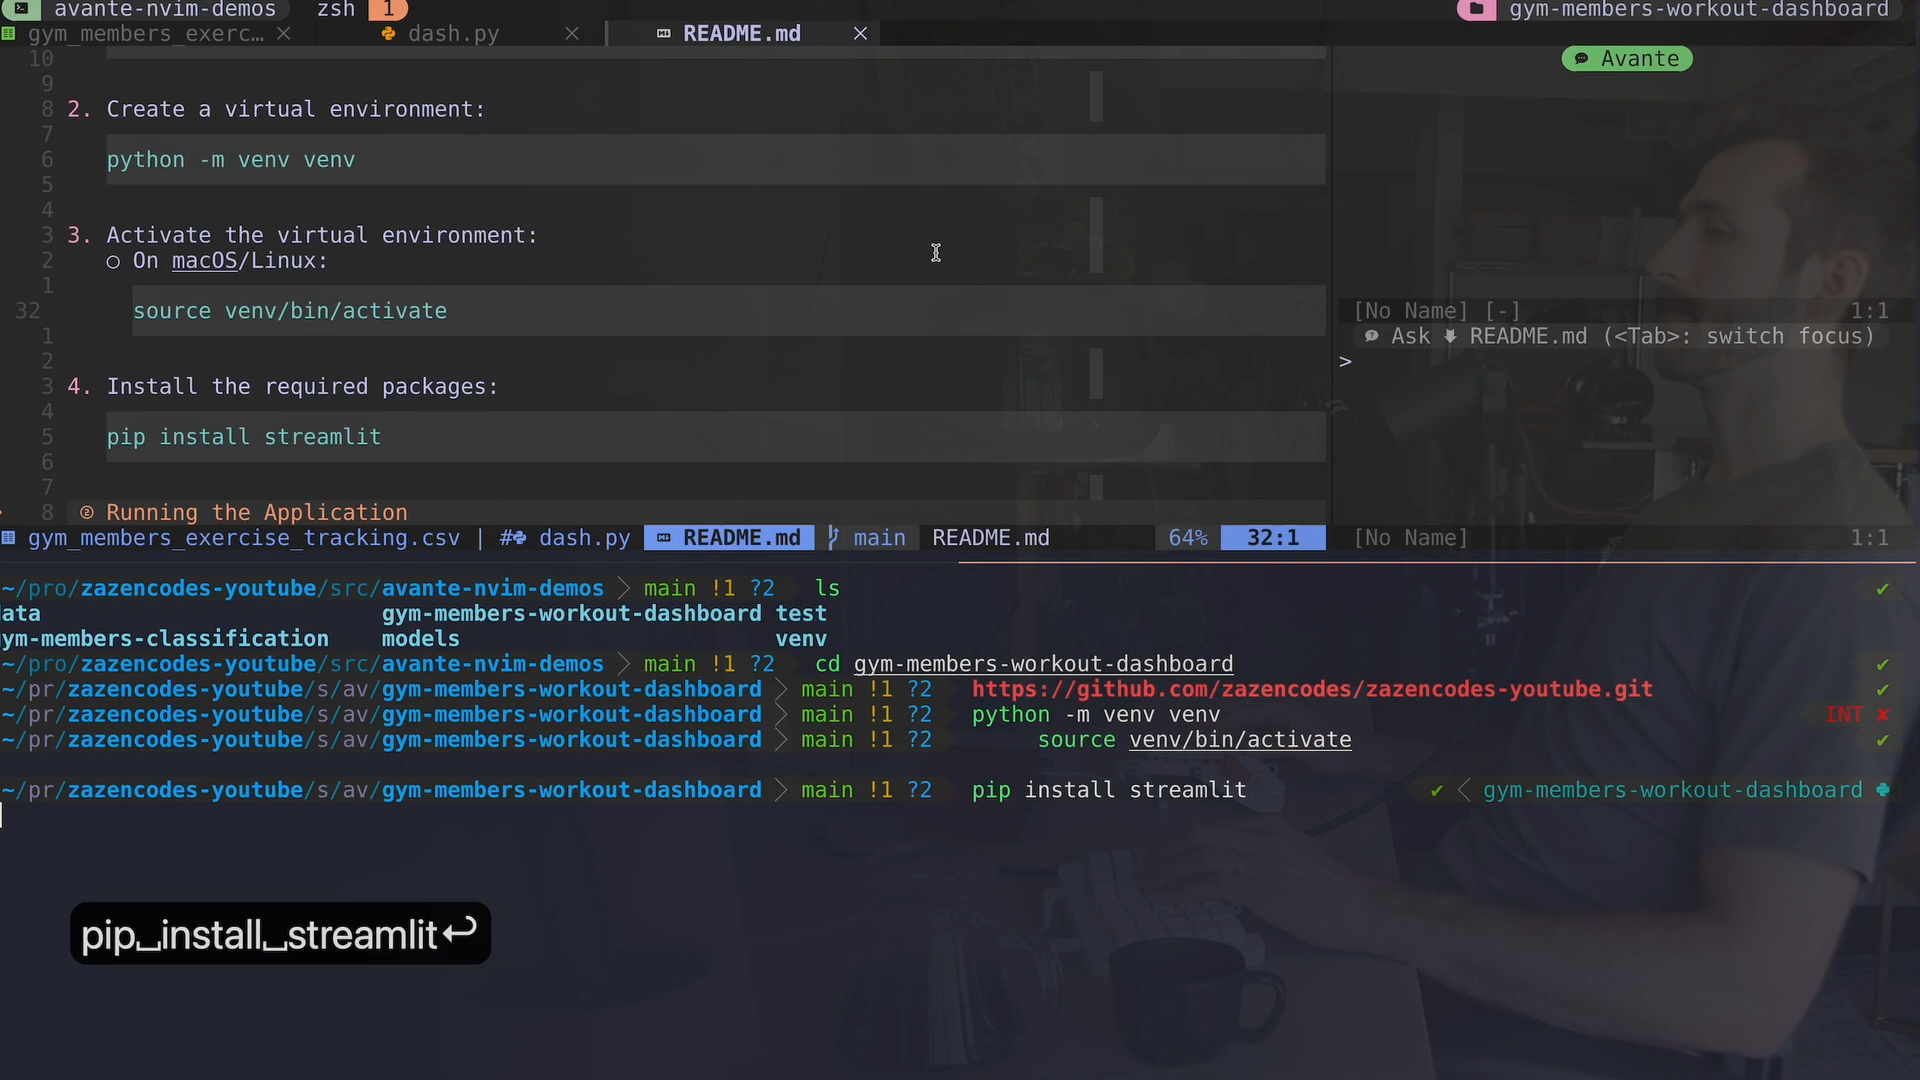 avante-nvim-demos zsh 1 gym-members-workout-dashboard
gym_members_exerc… × dash.py × README.md ×
Avante
10
9
8 2. Create a virtual environment:
7
6 python -m venv venv
5
4
3 3. Activate the virtual environment:
2 ○ On macOS/Linux:
1
32 source venv/bin/activate
1
2
3 4. Install the required packages:
4
5 pip install streamlit
6
7
8 ② Running the Application
[No Name] [-] 1:1
Ask README.md (<Tab>: switch focus)
>
gym_members_exercise_tracking.csv | # dash.py README.md main README.md 64% 32:1 [No Name] 1:1
~/pro/zazencodes-youtube/src/avante-nvim-demos main !1 ?2 ls ✔
ata gym-members-workout-dashboard test
ym-members-classification models venv
~/pro/zazencodes-youtube/src/avante-nvim-demos main !1 ?2 cd gym-members-workout-dashboard ✔
~/pr/zazencodes-youtube/s/av/gym-members-workout-dashboard main !1 ?2 https://github.com/zazencodes/zazencodes-youtube.git ✔
~/pr/zazencodes-youtube/s/av/gym-members-workout-dashboard main !1 ?2 python -m venv venv INT ✘
~/pr/zazencodes-youtube/s/av/gym-members-workout-dashboard main !1 ?2 source venv/bin/activate ✔
~/pr/zazencodes-youtube/s/av/gym-members-workout-dashboard main !1 ?2 pip install streamlit ✔ gym-members-workout-dashboard
pip␣install␣streamlit↩